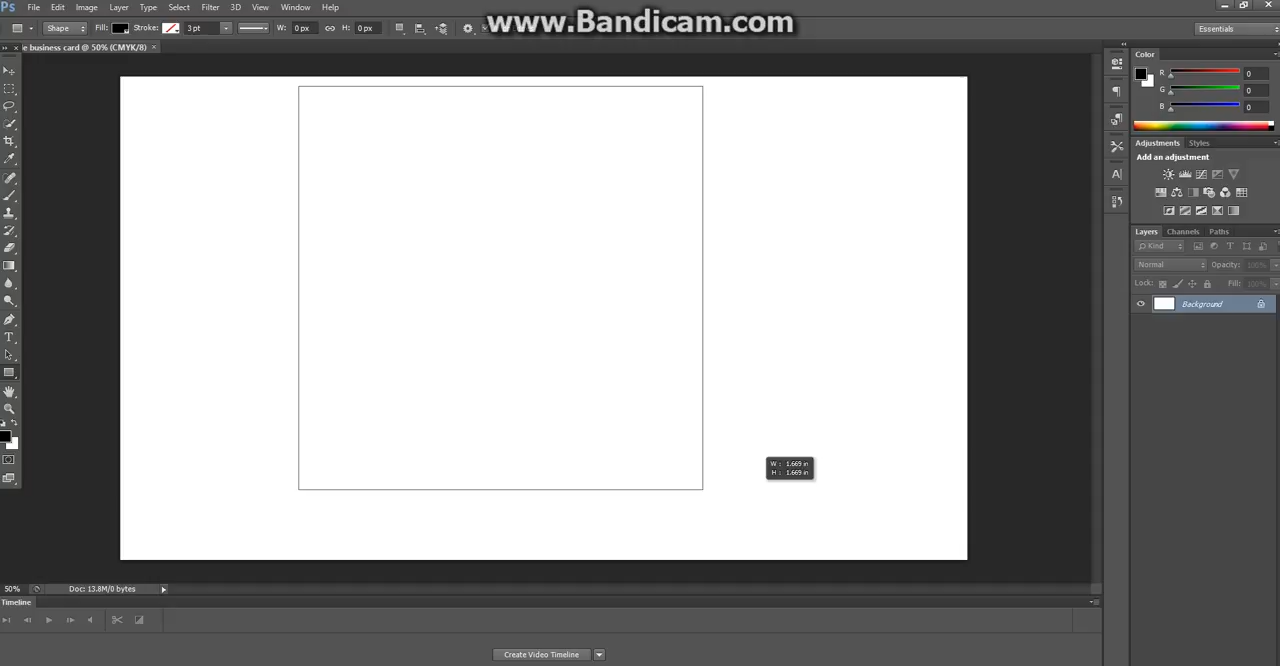 www.Bandicam.com
Ps File Edit Image Layer Type Select Filter 3D View Window Help
Shape Fill: Stroke: 3 pt W: 0 px H: 0 px Essentials
e business card @ 50% (CMYK/8) ×
Color
R 0
G 0
B 0
Adjustments Styles
Add an adjustment
Layers Channels Paths
Kind
Normal Opacity: 100%
Lock: Fill: 100%
Background
W : 1.669 in
H : 1.669 in
50% Doc: 13.8M/0 bytes
Timeline
Create Video Timeline